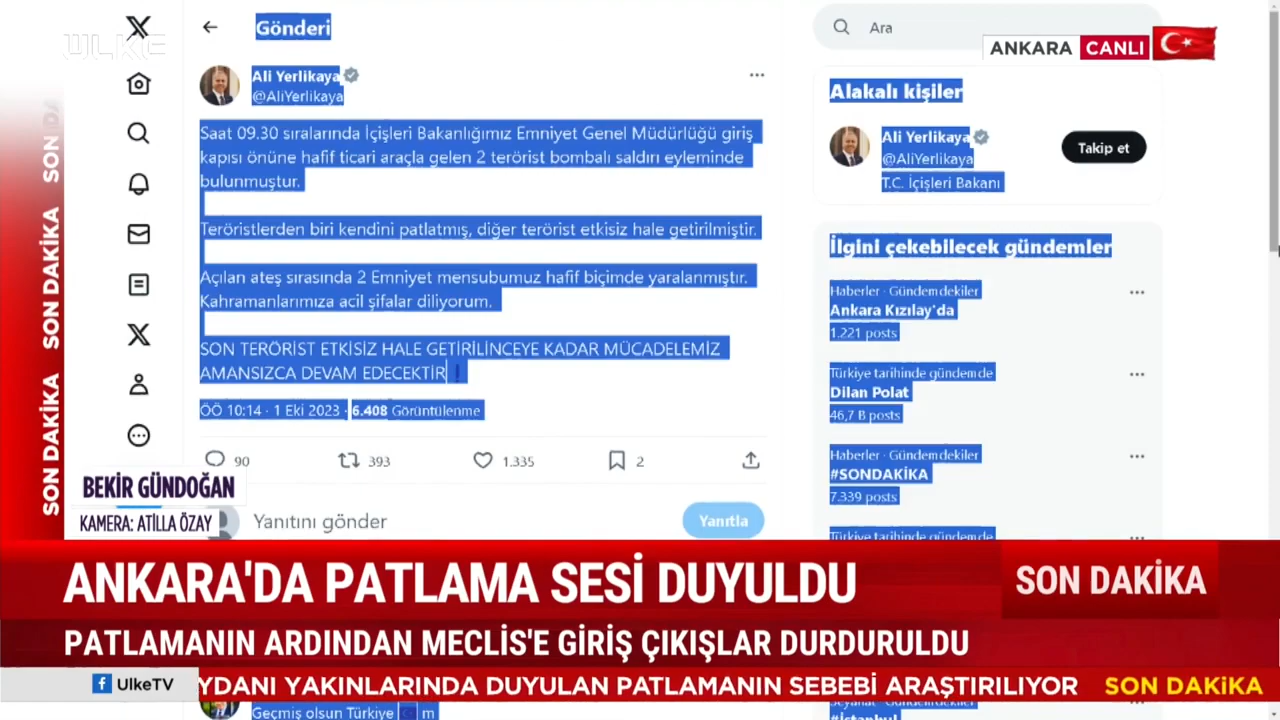 ÜLKE
Gönderi
Ara
ANKARA CANLI
Ali Yerlikaya
@AliYerlikaya
Saat 09.30 sıralarında İçişleri Bakanlığımız Emniyet Genel Müdürlüğü giriş
kapısı önüne hafif ticari araçla gelen 2 terörist bombalı saldırı eyleminde
bulunmuştur.
Teröristlerden biri kendini patlatmış, diğer terörist etkisiz hale getirilmiştir.
Açılan ateş sırasında 2 Emniyet mensubumuz hafif biçimde yaralanmıştır.
Kahramanlarımıza acil şifalar diliyorum.
SON TERÖRİST ETKİSİZ HALE GETİRİLİNCEYE KADAR MÜCADELEMİZ
AMANSIZCA DEVAM EDECEKTİR❗
ÖÖ 10:14 · 1 Eki 2023 · 6.408 Görüntülenme
90 393 1.335 2
Yanıtını gönder
Yanıtla
Alakalı kişiler
Ali Yerlikaya
@AliYerlikaya
T.C. İçişleri Bakanı
Takip et
İlgini çekebilecek gündemler
Haberler · Gündemdekiler
Ankara Kızılay'da
1.221 posts
Türkiye tarihinde gündemde
Dilan Polat
46,7 B posts
Haberler · Gündemdekiler
#SONDAKİKA
7.339 posts
Türkiye tarihinde gündemde
SON DAKİKA
SON DAKİKA
SON DA
BEKİR GÜNDOĞAN
KAMERA: ATİLLA ÖZAY
ANKARA'DA PATLAMA SESİ DUYULDU
SON DAKİKA
PATLAMANIN ARDINDAN MECLİS'E GİRİŞ ÇIKIŞLAR DURDURULDU
UlkeTV
YDANI YAKINLARINDA DUYULAN PATLAMANIN SEBEBİ ARAŞTIRILIYOR SON DAKİKA
Geçmiş olsun Türkiye
#İstanbul